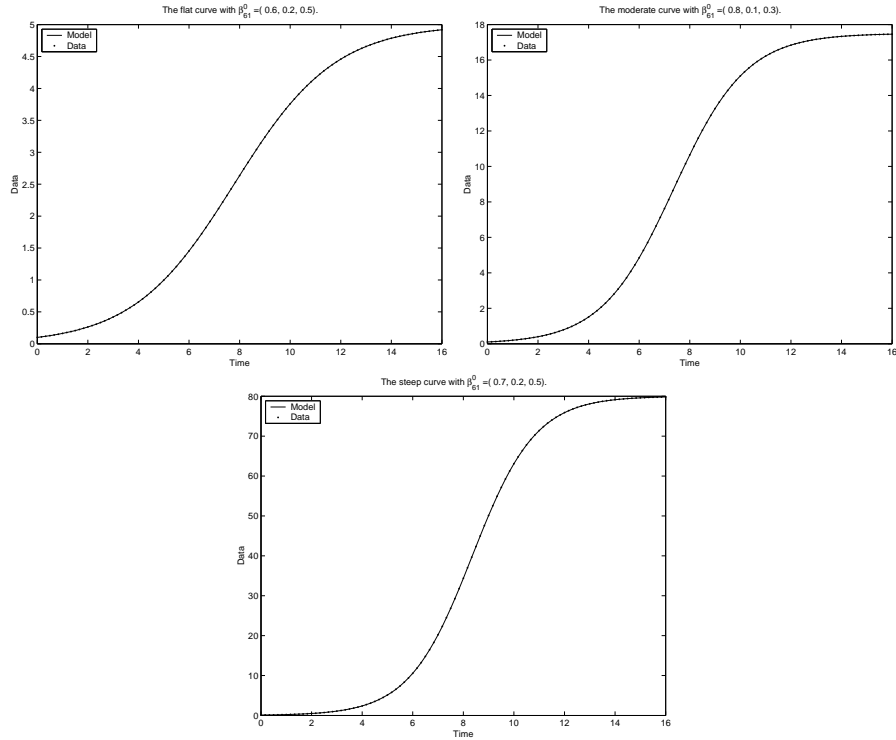 The flat curve with β⁰₆₁ =( 0.6, 0.2, 0.5).
Model
Data
5
4.5
4
3.5
3
2.5
2
1.5
1
0.5
0
Data
0 2 4 6 8 10 12 14 16
Time
The moderate curve with β⁰₆₁ =( 0.8, 0.1, 0.3).
Model
Data
18
16
14
12
10
8
6
4
2
0
Data
0 2 4 6 8 10 12 14 16
Time
The steep curve with β⁰₆₁ =( 0.7, 0.2, 0.5).
Model
Data
80
70
60
50
40
30
20
10
0
Data
0 2 4 6 8 10 12 14 16
Time